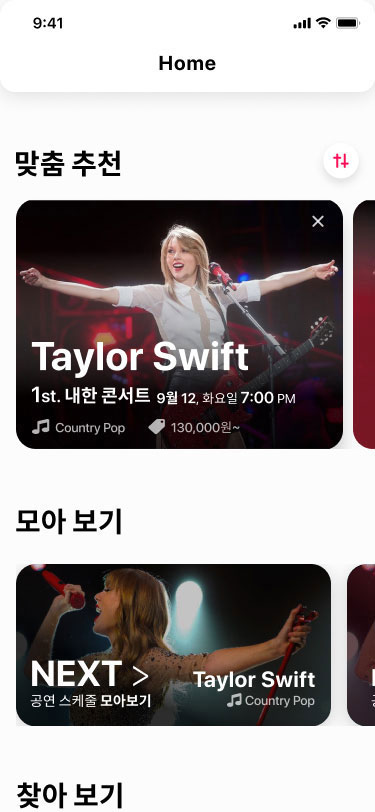 9:41
Home
맞춤 추천
Taylor Swift
1st. 내한 콘서트 9월 12, 화요일 7:00 PM
Country Pop 130,000원~
모아 보기
NEXT >
Taylor Swift
공연 스케줄 모아보기
Country Pop
찾아 보기